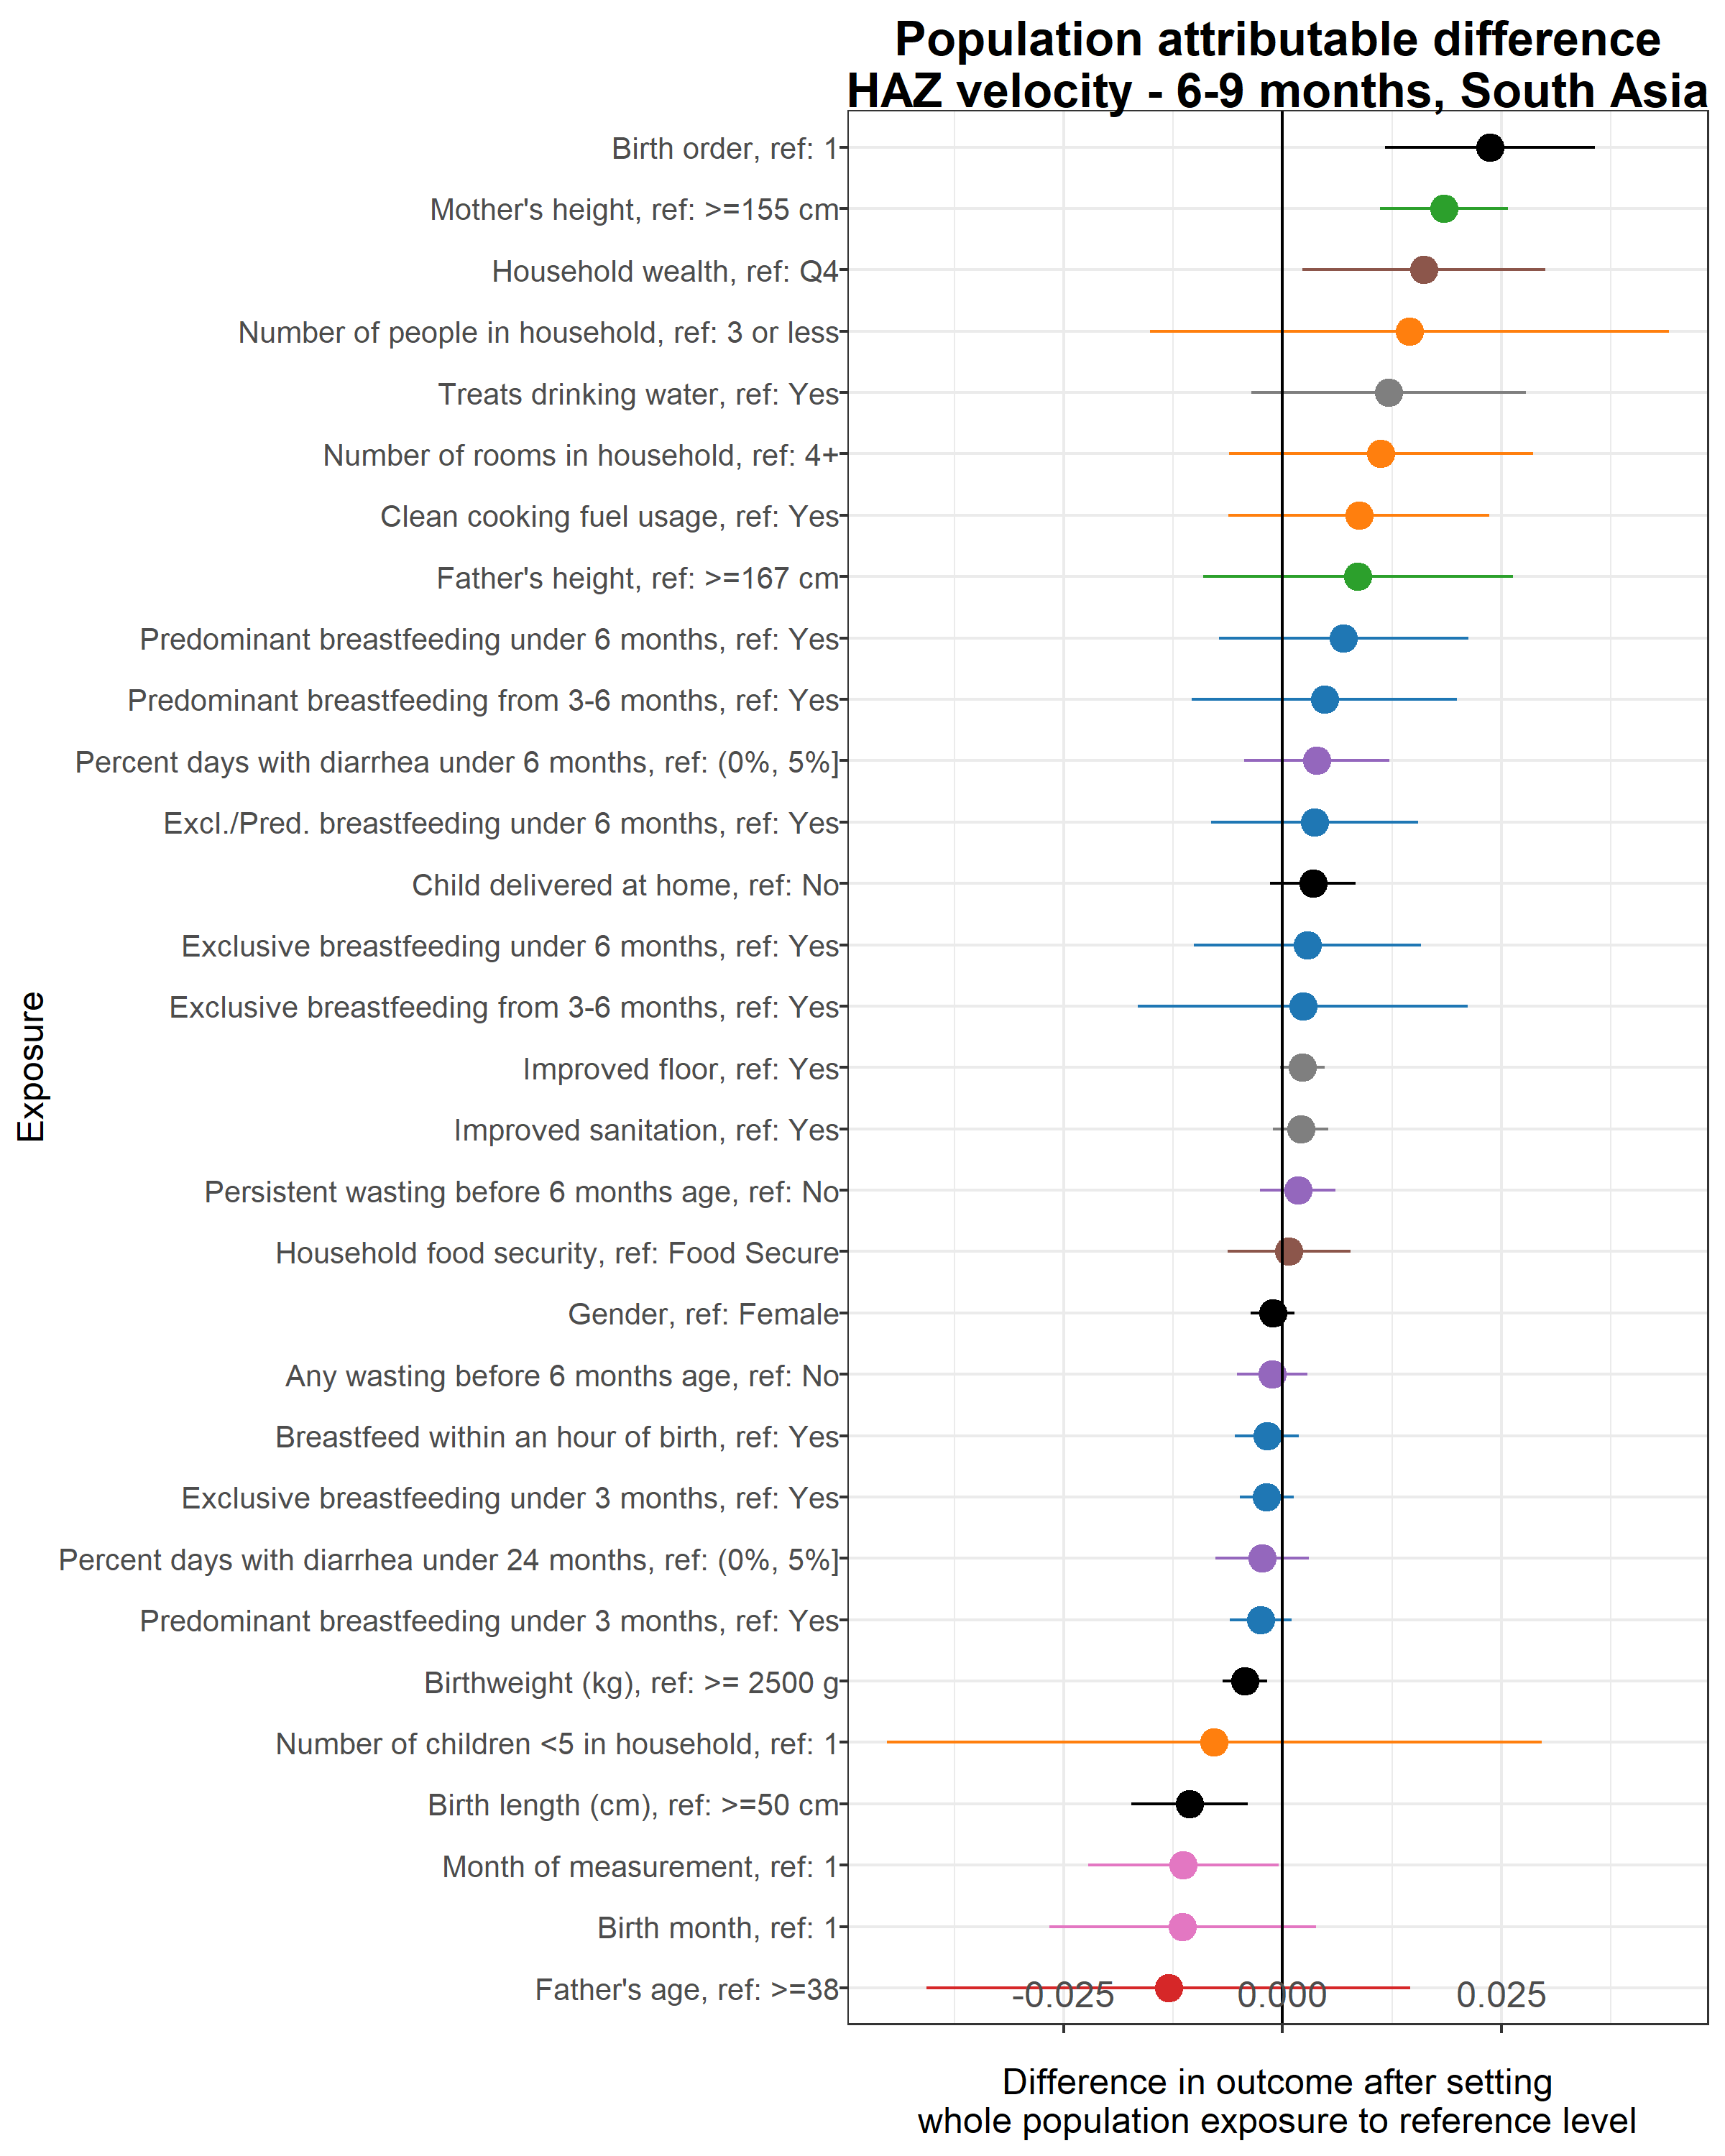 Population attributable difference
HAZ velocity - 6-9 months, South Asia
Birth order, ref: 1
Mother's height, ref: >=155 cm
Household wealth, ref: Q4
Number of people in household, ref: 3 or less
Treats drinking water, ref: Yes
Number of rooms in household, ref: 4+
Clean cooking fuel usage, ref: Yes
Father's height, ref: >=167 cm
Predominant breastfeeding under 6 months, ref: Yes
Predominant breastfeeding from 3-6 months, ref: Yes
Percent days with diarrhea under 6 months, ref: (0%, 5%]
Excl./Pred. breastfeeding under 6 months, ref: Yes
Child delivered at home, ref: No
Exclusive breastfeeding under 6 months, ref: Yes
Exclusive breastfeeding from 3-6 months, ref: Yes
Improved floor, ref: Yes
Improved sanitation, ref: Yes
Persistent wasting before 6 months age, ref: No
Household food security, ref: Food Secure
Gender, ref: Female
Any wasting before 6 months age, ref: No
Breastfeed within an hour of birth, ref: Yes
Exclusive breastfeeding under 3 months, ref: Yes
Percent days with diarrhea under 24 months, ref: (0%, 5%]
Predominant breastfeeding under 3 months, ref: Yes
Birthweight (kg), ref: >= 2500 g
Number of children <5 in household, ref: 1
Birth length (cm), ref: >=50 cm
Month of measurement, ref: 1
Birth month, ref: 1
Father's age, ref: >=38
Exposure
-0.025 0.000 0.025
Difference in outcome after setting
whole population exposure to reference level